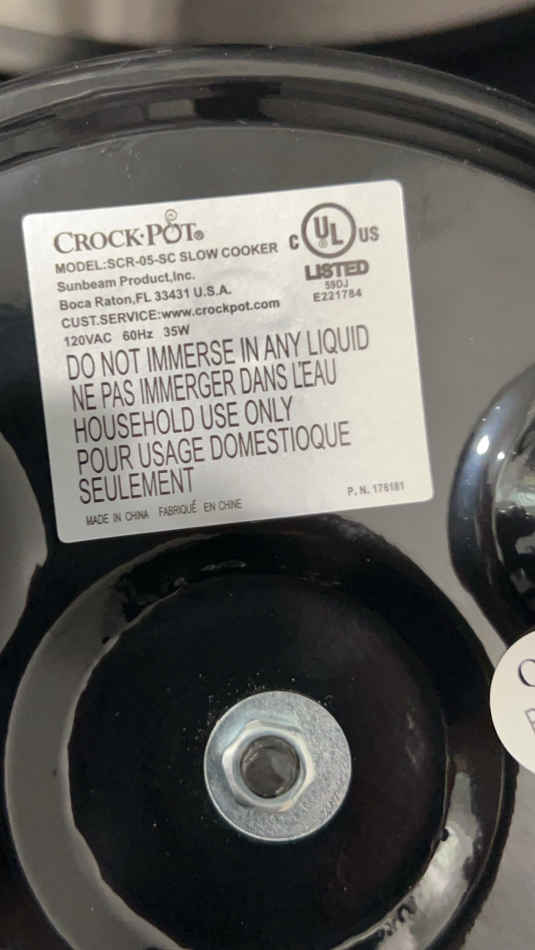 CROCK·POT®
MODEL:SCR-05-SC SLOW COOKER
Sunbeam Product,Inc.
Boca Raton,FL 33431 U.S.A.
CUST.SERVICE:www.crockpot.com
120VAC 60Hz 35W
C UL US
LISTED
59DJ
E221784
DO NOT IMMERSE IN ANY LIQUID
NE PAS IMMERGER DANS L'EAU
HOUSEHOLD USE ONLY
POUR USAGE DOMESTIOQUE
SEULEMENT
MADE IN CHINA FABRIQUÉ EN CHINE
P.N. 176181